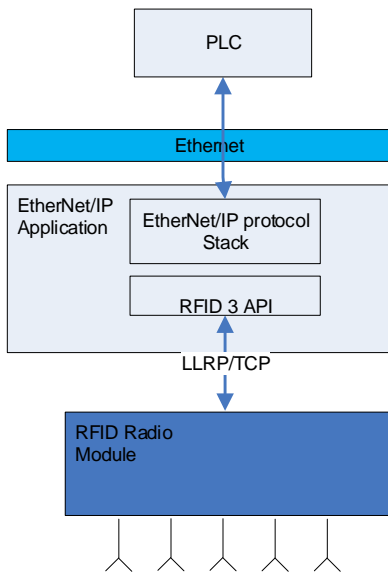 PLC
Ethernet
EtherNet/IP
Application
EtherNet/IP protocol
Stack
RFID 3 API
LLRP/TCP
RFID Radio
Module